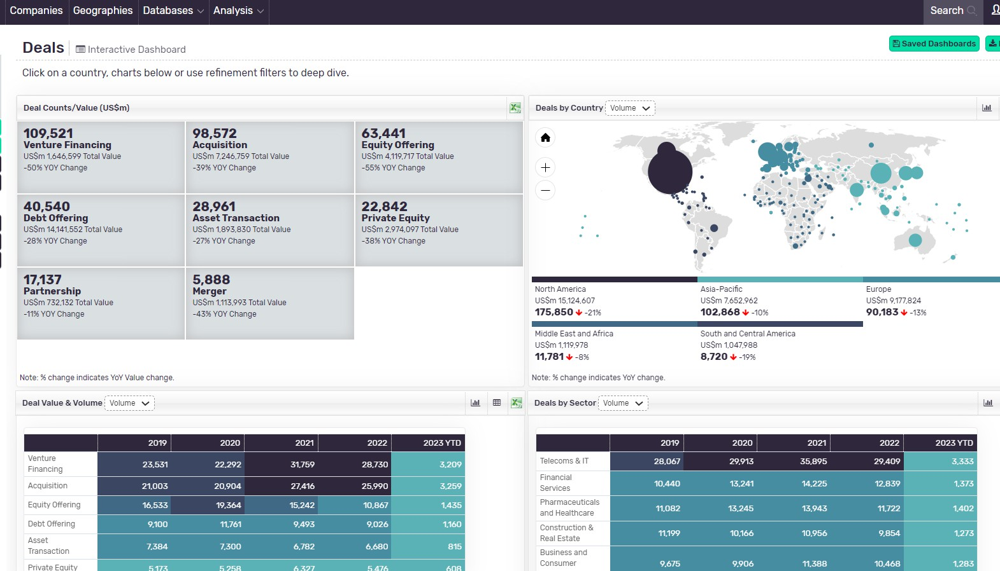 Companies Geographies Databases Analysis Search
Deals Interactive Dashboard Saved Dashboards
Click on a country, charts below or use refinement filters to deep dive.
Deal Counts/Value (US$m)
109,521
Venture Financing
US$m 1,646,599 Total Value
-50% YOY Change
98,572
Acquisition
US$m 7,246,759 Total Value
-39% YOY Change
63,441
Equity Offering
US$m 4,119,717 Total Value
-55% YOY Change
40,540
Debt Offering
US$m 14,141,552 Total Value
-28% YOY Change
28,961
Asset Transaction
US$m 1,893,830 Total Value
-27% YOY Change
22,842
Private Equity
US$m 2,974,097 Total Value
-38% YOY Change
17,137
Partnership
US$m 732,132 Total Value
-11% YOY Change
5,888
Merger
US$m 1,113,993 Total Value
-43% YOY Change
Note: % change indicates YoY Value change.
Deals by Country Volume
North America
US$m 15,124,607
175,850 -21%
Asia-Pacific
US$m 7,652,962
102,868 -10%
Europe
US$m 9,177,824
90,183 -13%
Middle East and Africa
US$m 1,119,978
11,781 -8%
South and Central America
US$m 1,047,988
8,720 -19%
Note: % change indicates YoY change.
Deal Value & Volume Volume
2019 2020 2021 2022 2023 YTD
Venture
Financing 23,531 22,292 31,759 28,730 3,209
Acquisition 21,003 20,904 27,416 25,990 3,259
Equity Offering 16,533 19,364 15,242 10,867 1,435
Debt Offering 9,100 11,761 9,493 9,026 1,160
Asset
Transaction 7,384 7,300 6,782 6,680 815
Private Equity 5,173 5,258 6,327 5,476 608
Deals by Sector Volume
2019 2020 2021 2022 2023 YTD
Telecoms & IT 28,067 29,913 35,895 29,409 3,333
Financial
Services 10,440 13,241 14,225 12,839 1,373
Pharmaceuticals
and Healthcare 11,082 13,245 13,943 11,722 1,402
Construction &
Real Estate 11,199 10,166 10,956 9,854 1,273
Business and
Consumer 9,675 9,906 11,388 10,468 1,283